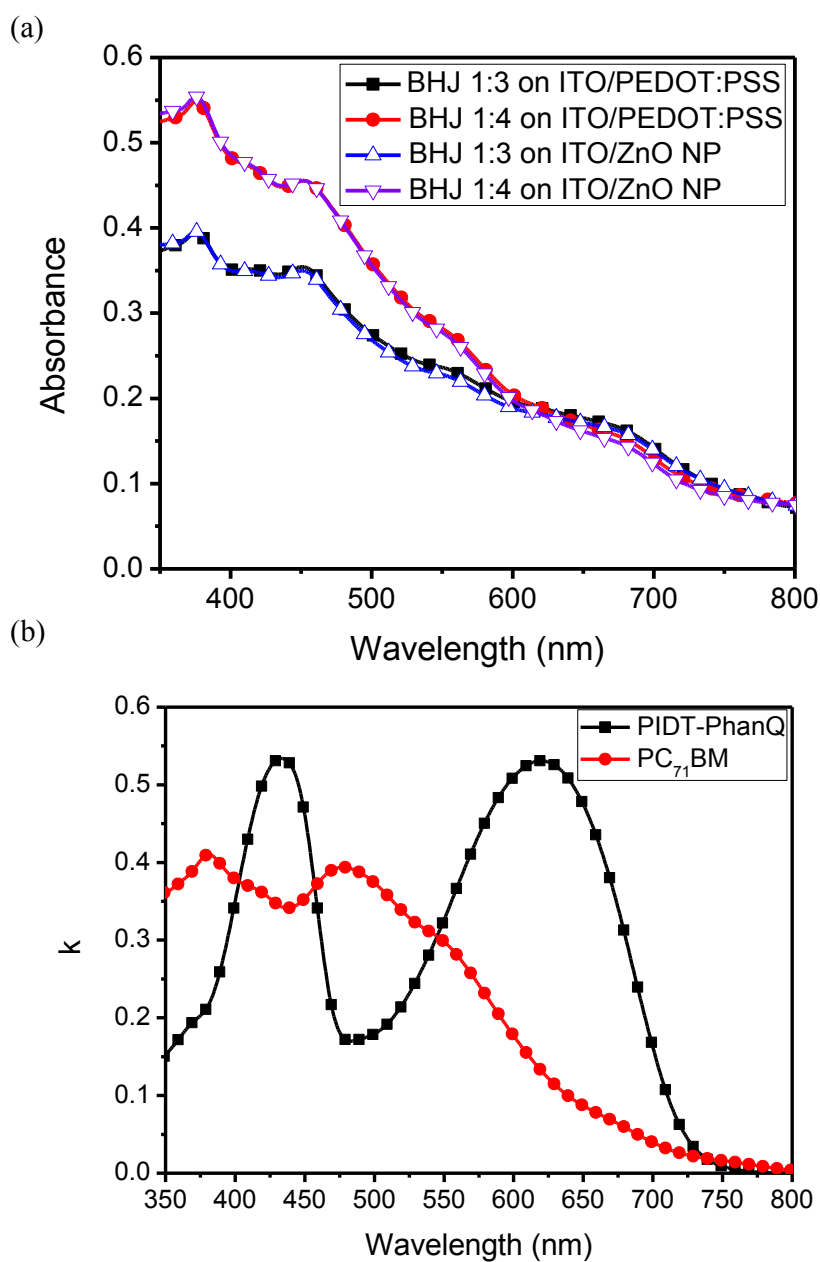 (a)
0.6
0.5
0.4
0.3
0.2
0.1
0.0
Absorbance
BHJ 1:3 on ITO/PEDOT:PSS
BHJ 1:4 on ITO/PEDOT:PSS
BHJ 1:3 on ITO/ZnO NP
BHJ 1:4 on ITO/ZnO NP
400 500 600 700 800
Wavelength (nm)
(b)
0.6
0.5
0.4
0.3
0.2
0.1
0.0
k
PIDT-PhanQ
PC₇₁BM
350 400 450 500 550 600 650 700 750 800
Wavelength (nm)